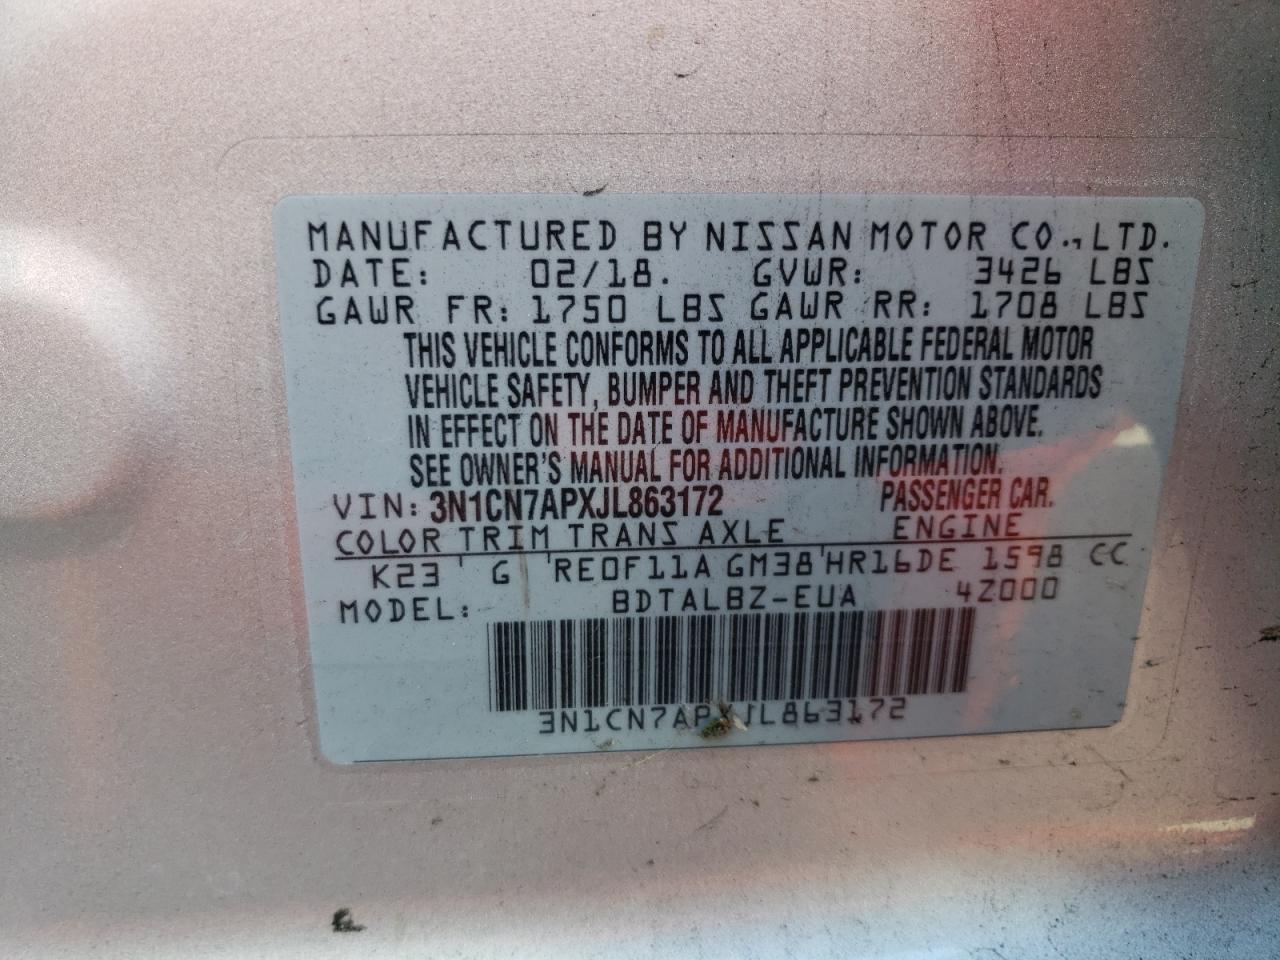 MANUFACTURED BY NISSAN MOTOR CO., LTD.
DATE: 02/18. GVWR: 3426 LBS
GAWR FR: 1750 LBS GAWR RR: 1708 LBS
THIS VEHICLE CONFORMS TO ALL APPLICABLE FEDERAL MOTOR
VEHICLE SAFETY, BUMPER AND THEFT PREVENTION STANDARDS
IN EFFECT ON THE DATE OF MANUFACTURE SHOWN ABOVE.
SEE OWNER'S MANUAL FOR ADDITIONAL INFORMATION.
VIN: 3N1CN7APXJL863172 PASSENGER CAR.
COLOR TRIM TRANS AXLE ENGINE
K23 ' G ' RE0F11A GM38 ' HR16DE 1598 CC
MODEL: BDTALBZ-EUA 4Z000
3N1CN7APXJL863172